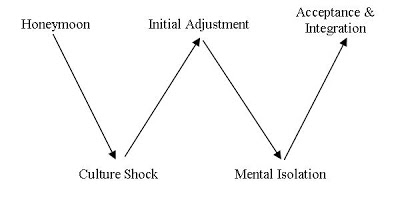 Honeymoon
Initial Adjustment
Acceptance &
Integration
Culture Shock
Mental Isolation